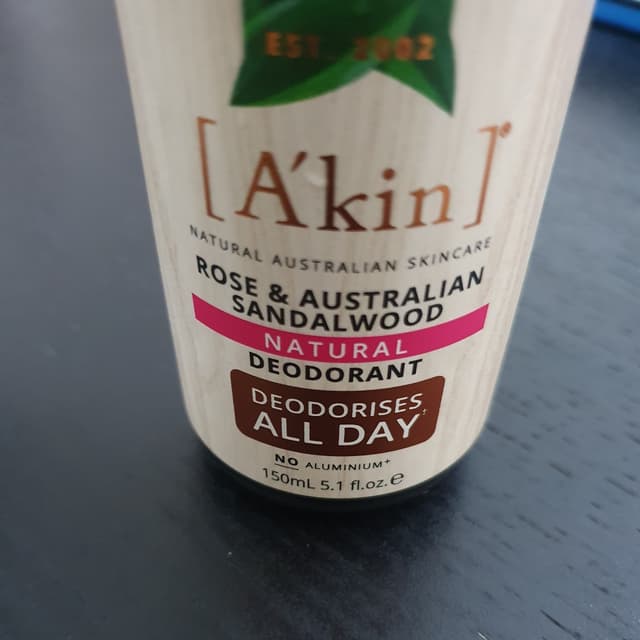 EST. 2002
[A'kin]®
NATURAL AUSTRALIAN SKINCARE
ROSE & AUSTRALIAN
SANDALWOOD
NATURAL
DEODORANT
DEODORISES
ALL DAY†
NO ALUMINIUM+
150mL 5.1 fl.oz.℮